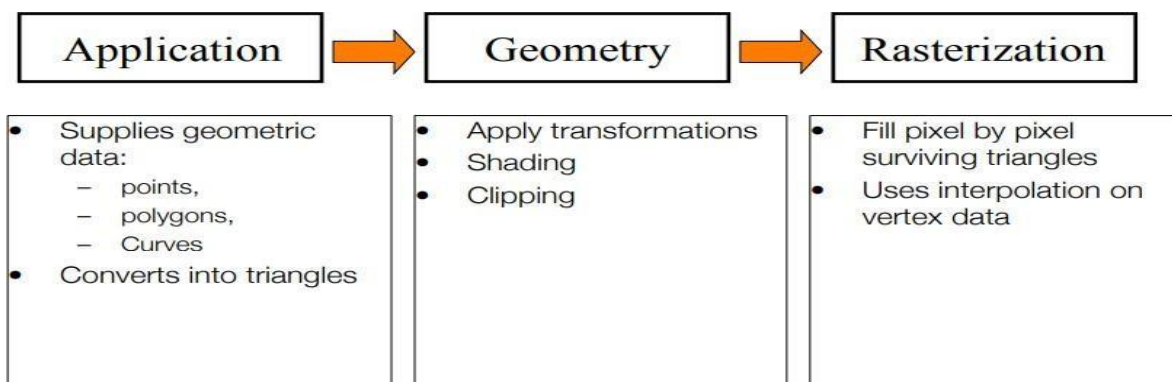 Application
Geometry
Rasterization
• Supplies geometric
data:
– points,
– polygons,
– Curves
• Converts into triangles
• Apply transformations
• Shading
• Clipping
• Fill pixel by pixel
surviving triangles
• Uses interpolation on
vertex data